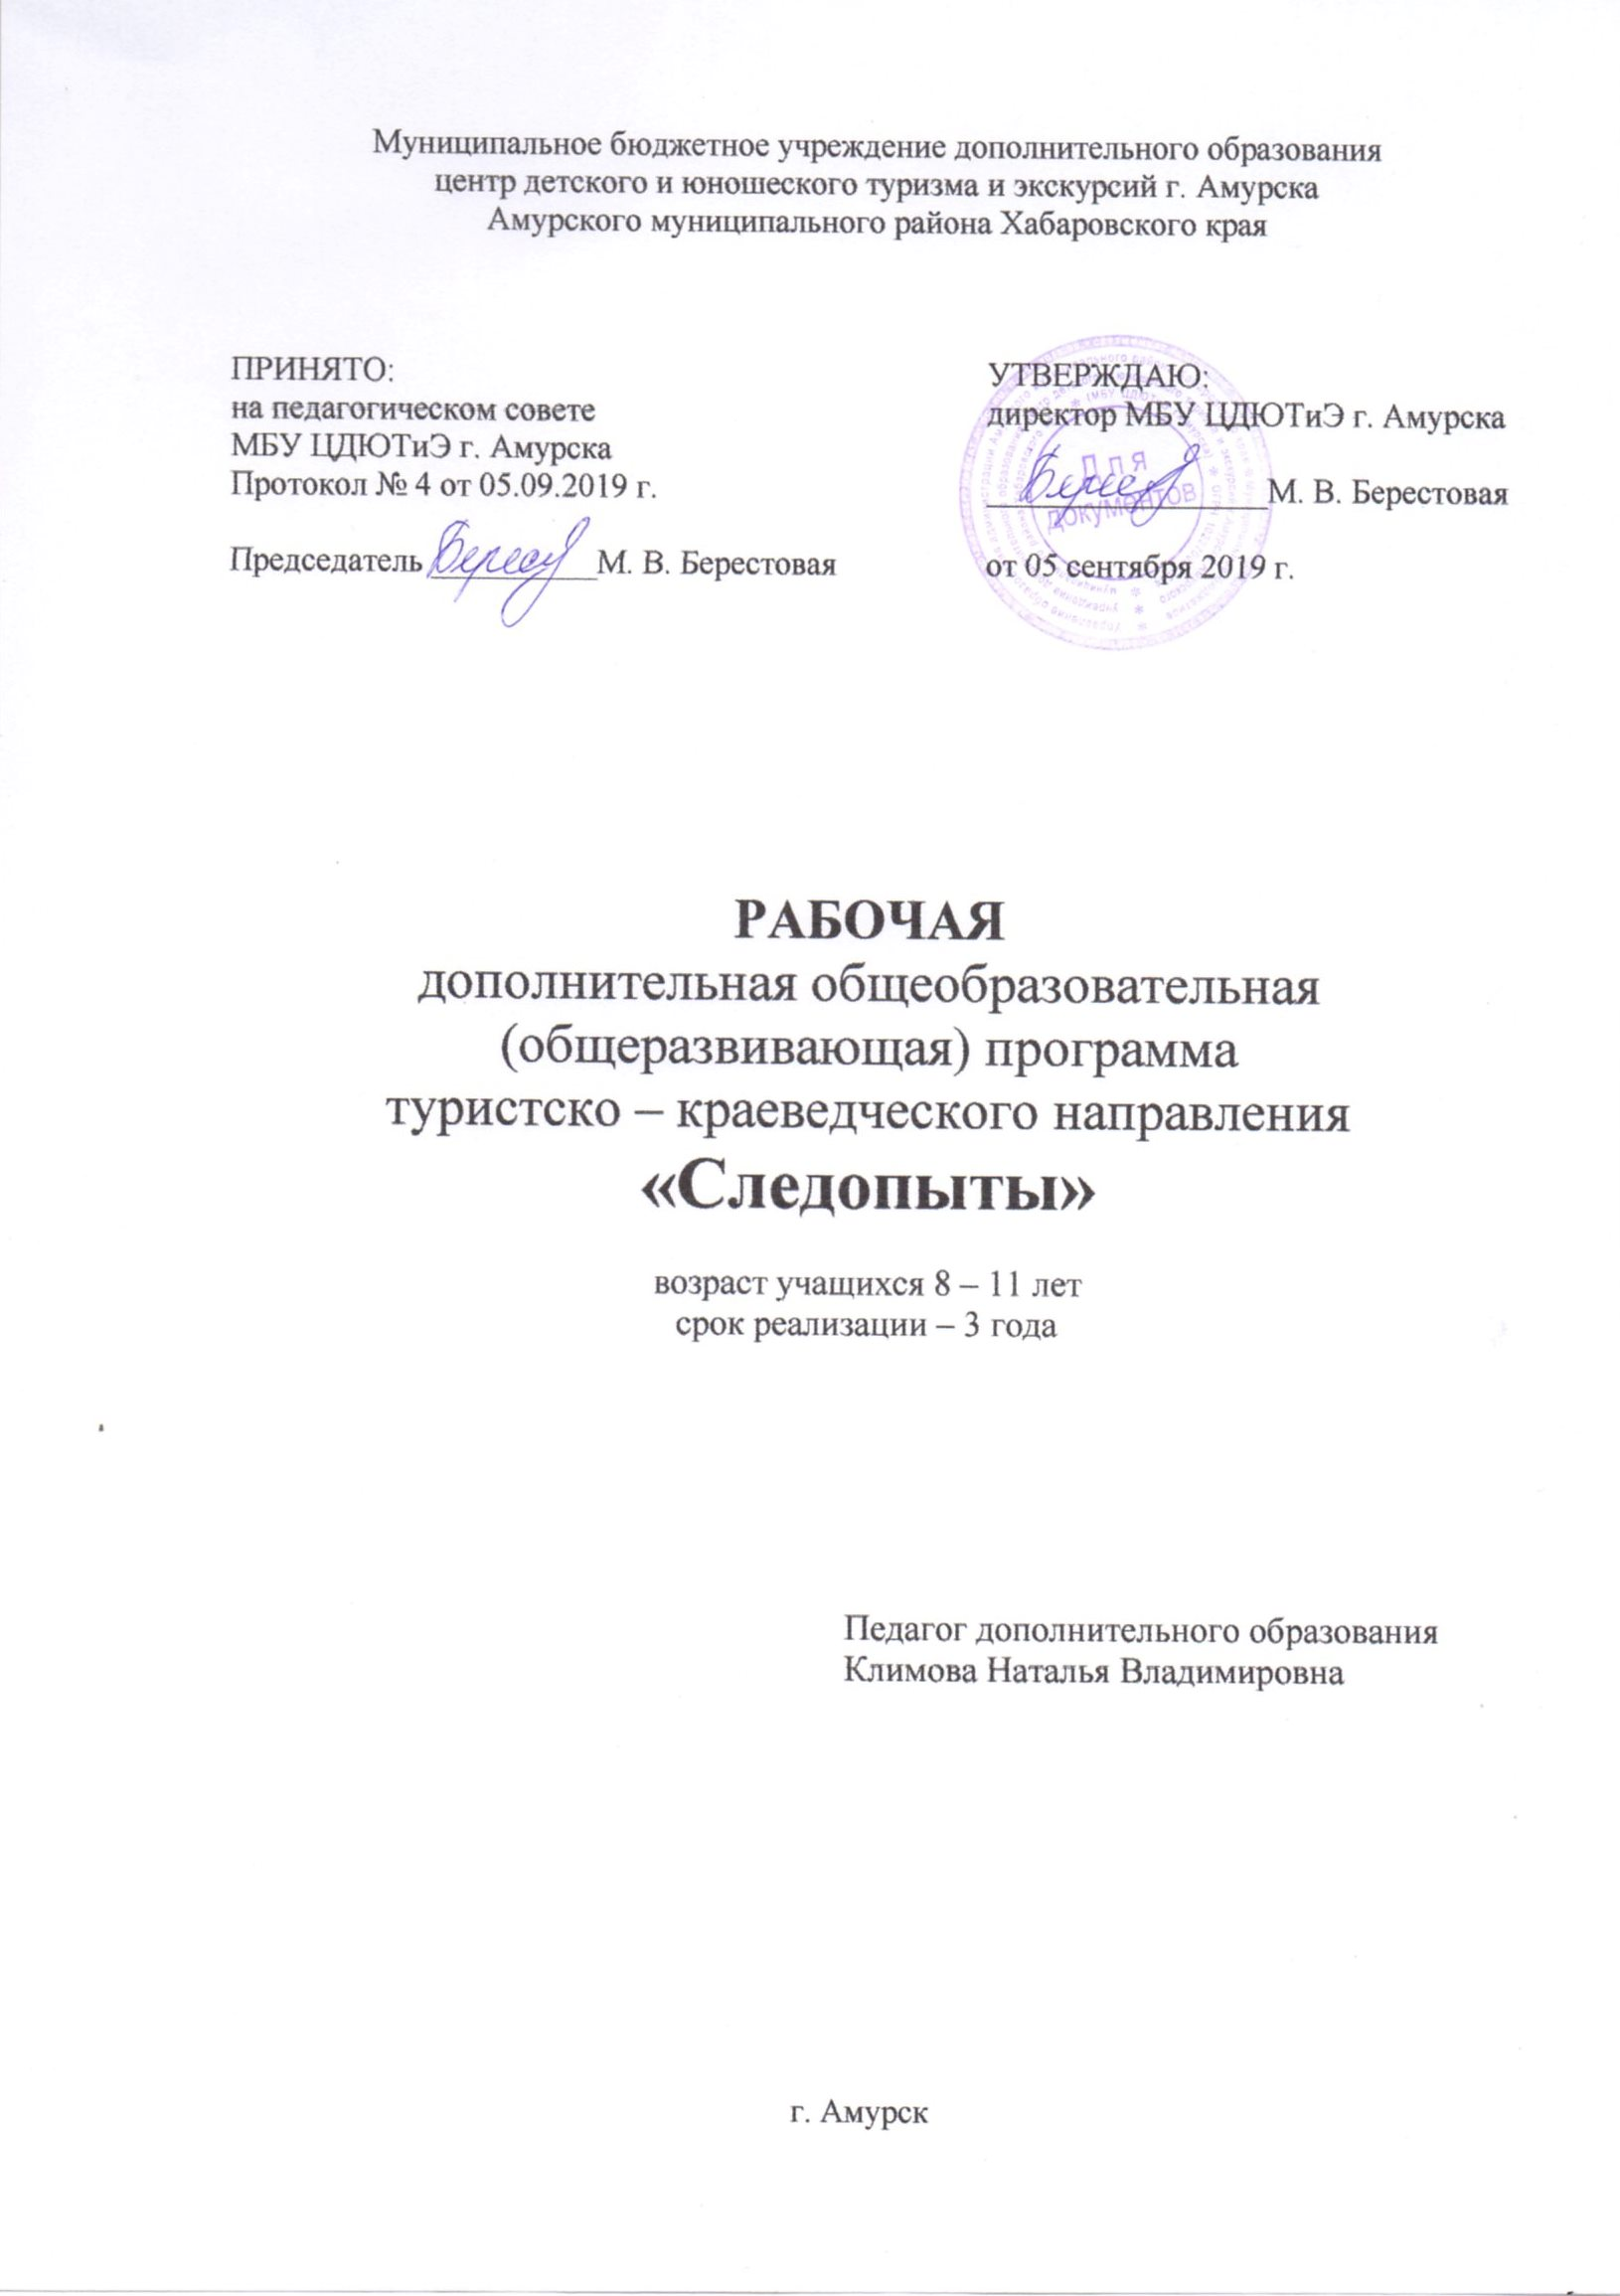 Муниципальное бюджетное учреждение дополнительного образования
центр детского и юношеского туризма и экскурсий г. Амурска
Амурского муниципального района Хабаровского края
ПРИНЯТО:
на педагогическом совете
МБУ ЦДЮТиЭ г. Амурска
Протокол № 4 от 05.09.2019 г.
Председатель __________М. В. Берестовая
УТВЕРЖДАЮ:
директор МБУ ЦДЮТиЭ г. Амурска
_________________М. В. Берестовая
от 05 сентября 2019 г.
Для
документов
РАБОЧАЯ
дополнительная общеобразовательная
(общеразвивающая) программа
туристско – краеведческого направления
«Следопыты»
возраст учащихся 8 – 11 лет
срок реализации – 3 года
Педагог дополнительного образования
Климова Наталья Владимировна
г. Амурск